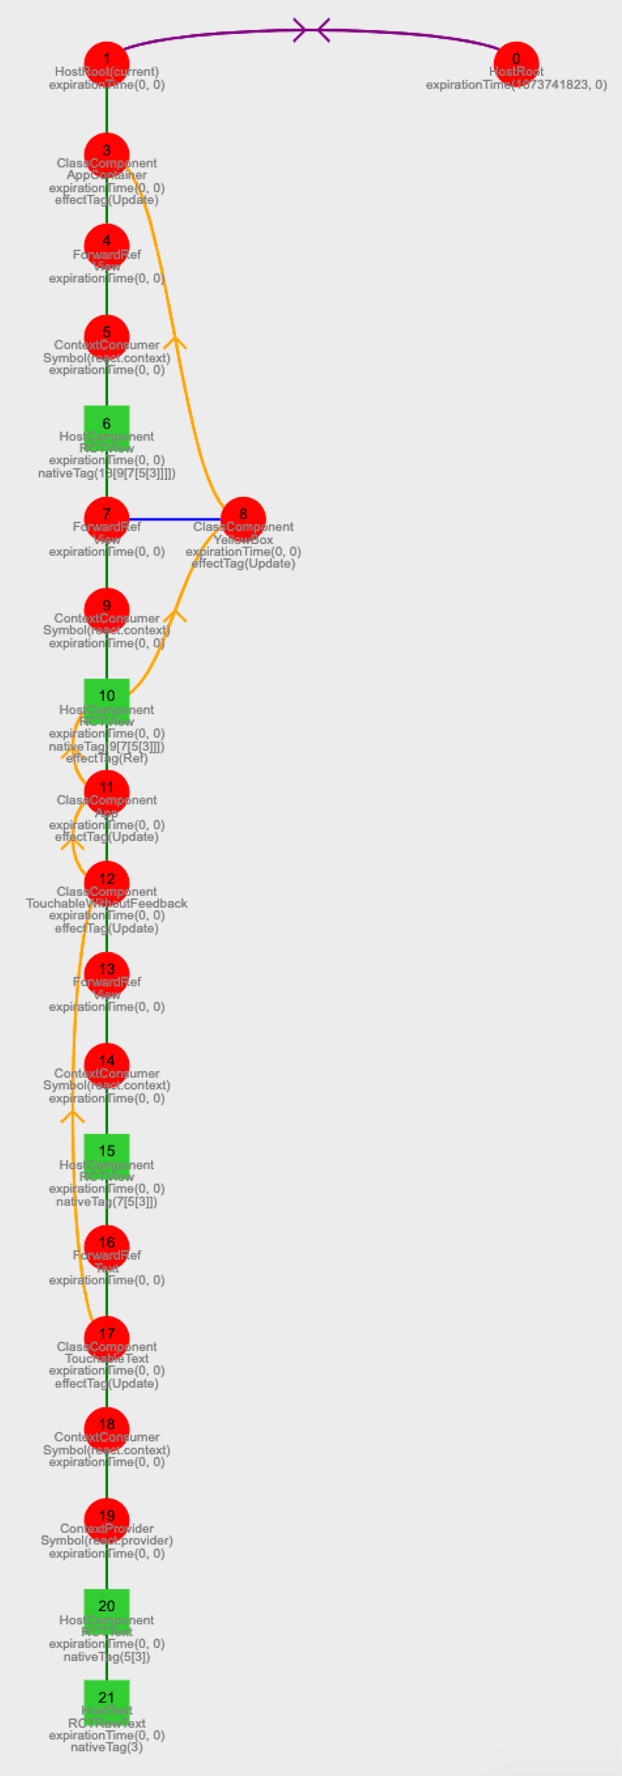 1
HostRoot(current)
expirationTime(0, 0)
0
HostRoot
expirationTime(1073741823, 0)
3
ClassComponent
AppContainer
expirationTime(0, 0)
effectTag(Update)
4
ForwardRef
View
expirationTime(0, 0)
5
ContextConsumer
Symbol(react.context)
expirationTime(0, 0)
6
HostComponent
RCTView
expirationTime(0, 0)
nativeTag(13[9[7[5[3]]]])
7
ForwardRef
View
expirationTime(0, 0)
8
ClassComponent
YellowBox
expirationTime(0, 0)
effectTag(Update)
9
ContextConsumer
Symbol(react.context)
expirationTime(0, 0)
10
HostComponent
RCTView
expirationTime(0, 0)
nativeTag(9[7[5[3]]])
effectTag(Ref)
11
ClassComponent
App
expirationTime(0, 0)
effectTag(Update)
12
ClassComponent
TouchableWithoutFeedback
expirationTime(0, 0)
effectTag(Update)
13
ForwardRef
View
expirationTime(0, 0)
14
ContextConsumer
Symbol(react.context)
expirationTime(0, 0)
15
HostComponent
RCTView
expirationTime(0, 0)
nativeTag(7[5[3]])
16
ForwardRef
Text
expirationTime(0, 0)
17
ClassComponent
TouchableText
expirationTime(0, 0)
effectTag(Update)
18
ContextConsumer
Symbol(react.context)
expirationTime(0, 0)
19
ContextProvider
Symbol(react.provider)
expirationTime(0, 0)
20
HostComponent
RCTText
expirationTime(0, 0)
nativeTag(5[3])
21
HostText
RCTRawText
expirationTime(0, 0)
nativeTag(3)